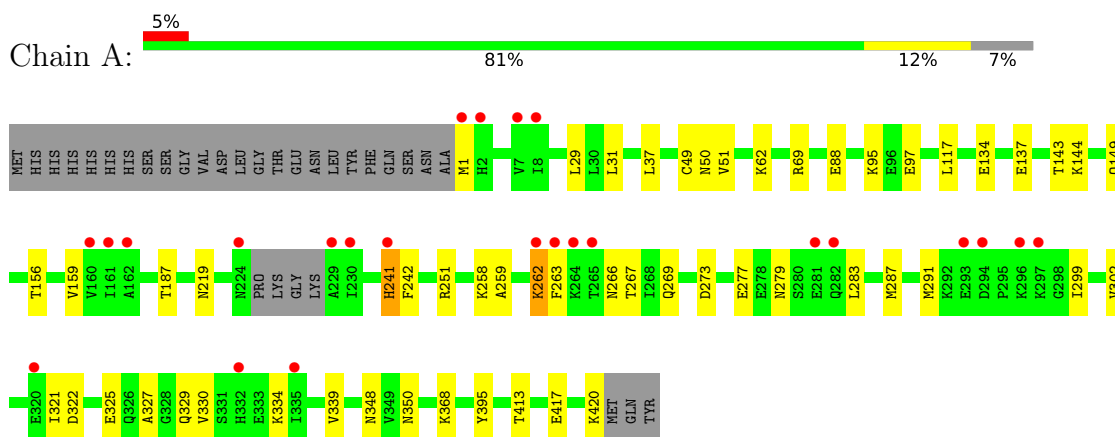 5%
Chain A:
81% 12% 7%
MET HIS HIS HIS HIS HIS HIS SER SER GLY VAL ASP LEU GLY THR GLU ASN LEU TYR PHE GLN SER ASN ALA M1 H2 V7 I8 L29 L30 L31 L37 C49 N50 V51 K62 R69 E88 K95 E96 E97 L117 E134 E137 T143 K144
T156 V159 V160 I161 A162 T187 N219 N224 PRO LYS GLY LYS A229 I230 H241 F242 R251 K258 A259 K262 F263 K264 T265 N266 T267 I268 Q269 D273 E277 E278 N279 S280 E281 Q282 L283 M287 M291 K292 E293 D294 P295 K296 K297 G298 I299
E320 I321 D322 E325 Q326 A327 G328 Q329 V330 S331 H332 E333 K334 I335 V339 N348 V349 N350 K368 Y395 T413 E417 K420 MET GLN TYR